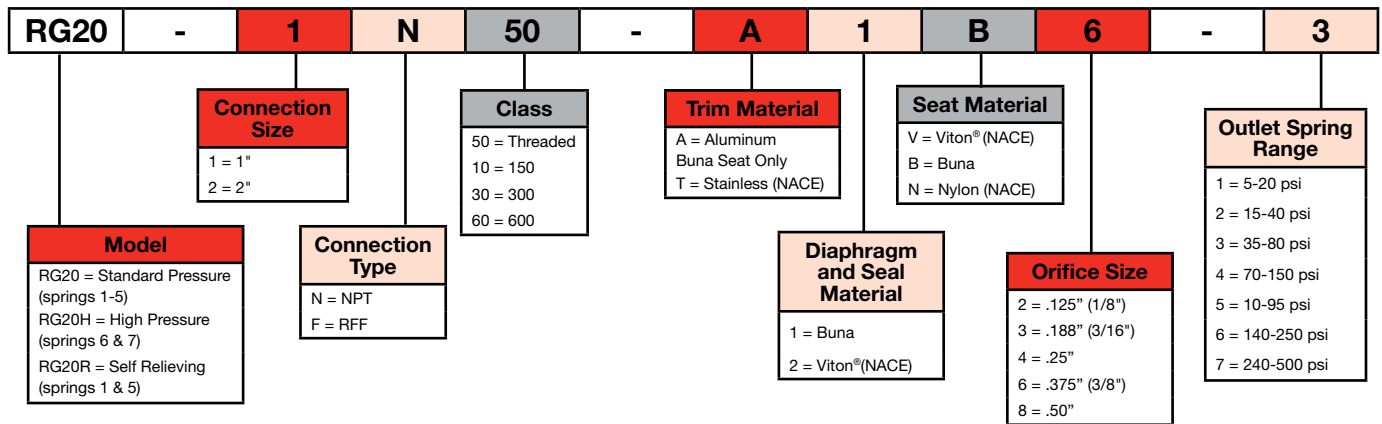 RG20 - 1 N 50 - A 1 B 6 - 3
Connection
Size
1 = 1"
2 = 2"
Class
50 = Threaded
10 = 150
30 = 300
60 = 600
Trim Material
A = Aluminum
Buna Seat Only
T = Stainless (NACE)
Seat Material
V = Viton® (NACE)
B = Buna
N = Nylon (NACE)
Outlet Spring
Range
1 = 5-20 psi
2 = 15-40 psi
3 = 35-80 psi
4 = 70-150 psi
5 = 10-95 psi
6 = 140-250 psi
7 = 240-500 psi
Model
RG20 = Standard Pressure
(springs 1-5)
RG20H = High Pressure
(springs 6 & 7)
RG20R = Self Relieving
(springs 1 & 5)
Connection
Type
N = NPT
F = RFF
Diaphragm
and Seal
Material
1 = Buna
2 = Viton®(NACE)
Orifice Size
2 = .125” (1/8")
3 = .188” (3/16")
4 = .25”
6 = .375” (3/8")
8 = .50”